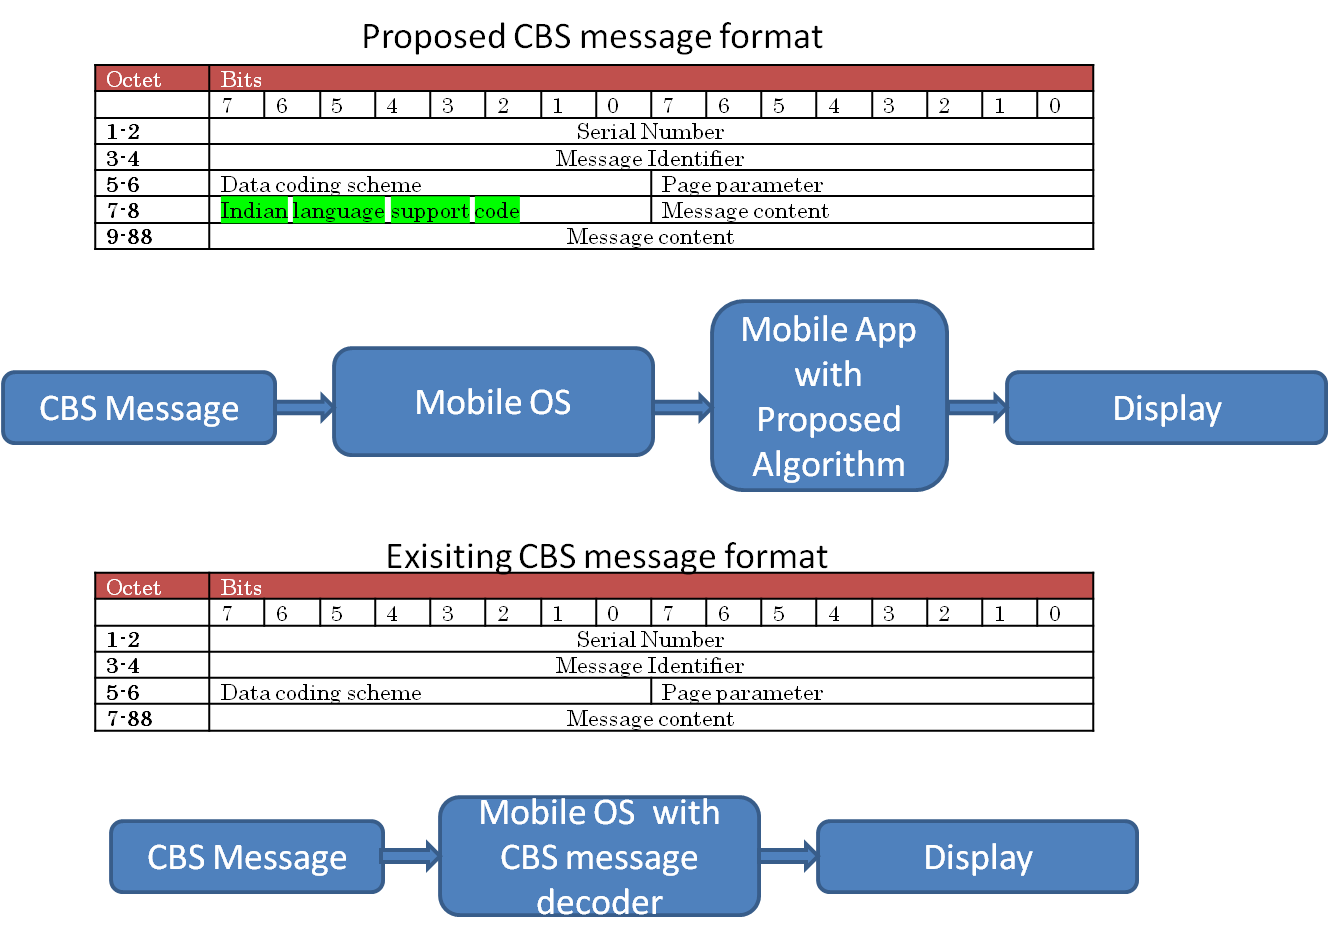 Proposed CBS message format
Octet Bits
7 6 5 4 3 2 1 0 7 6 5 4 3 2 1 0
1-2 Serial Number
3-4 Message Identifier
5-6 Data coding scheme Page parameter
7-8 Indian language support code Message content
9-88 Message content
CBS Message
Mobile OS
Mobile App
with
Proposed
Algorithm
Display
Exisiting CBS message format
Octet Bits
7 6 5 4 3 2 1 0 7 6 5 4 3 2 1 0
1-2 Serial Number
3-4 Message Identifier
5-6 Data coding scheme Page parameter
7-88 Message content
CBS Message
Mobile OS with
CBS message
decoder
Display